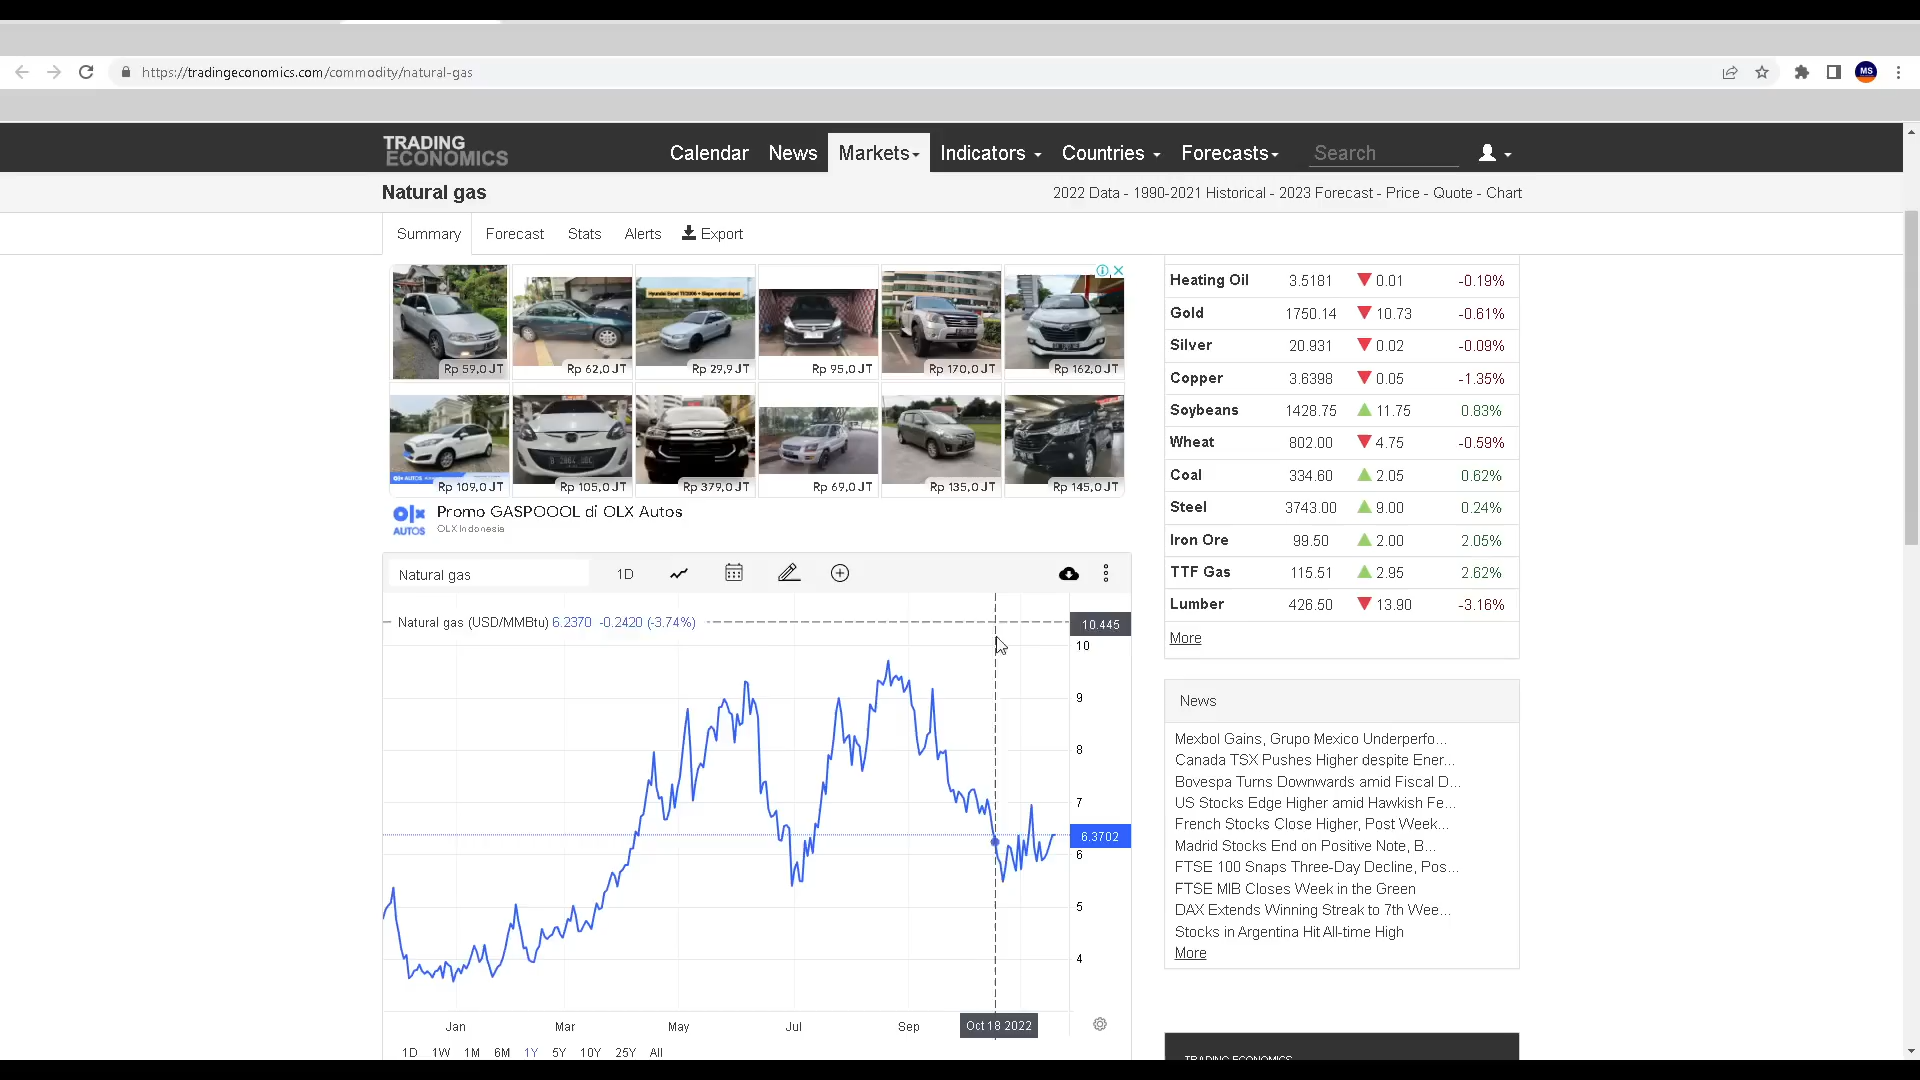 https://tradingeconomics.com/commodity/natural-gas
MS
TRADING
ECONOMICS
Calendar
News
Markets
Indicators
Countries
Forecasts
Search
Natural gas
2022 Data - 1990-2021 Historical - 2023 Forecast - Price - Quote - Chart
Summary
Forecast
Stats
Alerts
Export
Rp 59,0 JT
Rp 62,0 JT
Rp 29,9 JT
Rp 95,0 JT
Rp 170,0 JT
Rp 162,0 JT
Rp 109,0 JT
Rp 105,0 JT
Rp 379,0 JT
Rp 69,0 JT
Rp 135,0 JT
Rp 145,0 JT
olx
AUTOS
Promo GASPOOOL di OLX Autos
OLX Indonesia
Natural gas
1D
Natural gas (USD/MMBtu) 6.2370 -0.2420 (-3.74%)
10.445
10
9
8
7
6.3702
6
5
4
Jan
Mar
May
Jul
Sep
Oct 18 2022
1D 1W 1M 6M 1Y 5Y 10Y 25Y All
Heating Oil 3.5181 0.01 -0.19%
Gold 1750.14 10.73 -0.61%
Silver 20.931 0.02 -0.09%
Copper 3.6398 0.05 -1.35%
Soybeans 1428.75 11.75 0.83%
Wheat 802.00 4.75 -0.59%
Coal 334.60 2.05 0.62%
Steel 3743.00 9.00 0.24%
Iron Ore 99.50 2.00 2.05%
TTF Gas 115.51 2.95 2.62%
Lumber 426.50 13.90 -3.16%
More
News
Mexbol Gains, Grupo Mexico Underperfo...
Canada TSX Pushes Higher despite Ener...
Bovespa Turns Downwards amid Fiscal D...
US Stocks Edge Higher amid Hawkish Fe...
French Stocks Close Higher, Post Week...
Madrid Stocks End on Positive Note, B...
FTSE 100 Snaps Three-Day Decline, Pos...
FTSE MIB Closes Week in the Green
DAX Extends Winning Streak to 7th Wee...
Stocks in Argentina Hit All-time High
More
TRADING ECONOMICS